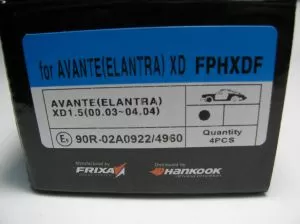 for AVANTE(ELANTRA) XD FPHXDF
AVANTE(ELANTRA)
XD1.5(00.03~04.04)
90R-02A0922/4960
Quantity
4PCS
Manufactured by
FRIXA
Distributed by
HANKOOK